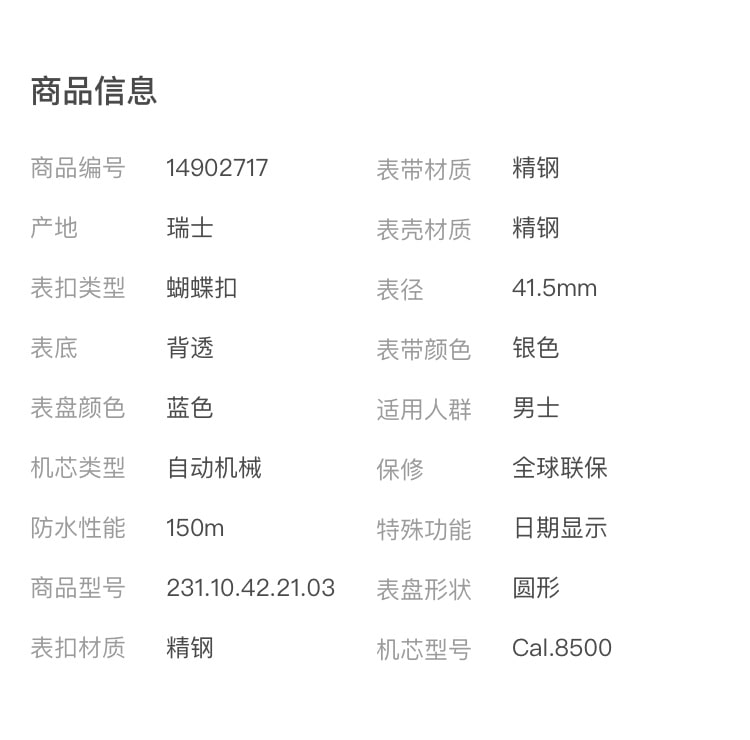 商品信息
商品编号 14902717 表带材质 精钢
产地 瑞士 表壳材质 精钢
表扣类型 蝴蝶扣 表径 41.5mm
表底 背透 表带颜色 银色
表盘颜色 蓝色 适用人群 男士
机芯类型 自动机械 保修 全球联保
防水性能 150m 特殊功能 日期显示
商品型号 231.10.42.21.03 表盘形状 圆形
表扣材质 精钢 机芯型号 Cal.8500